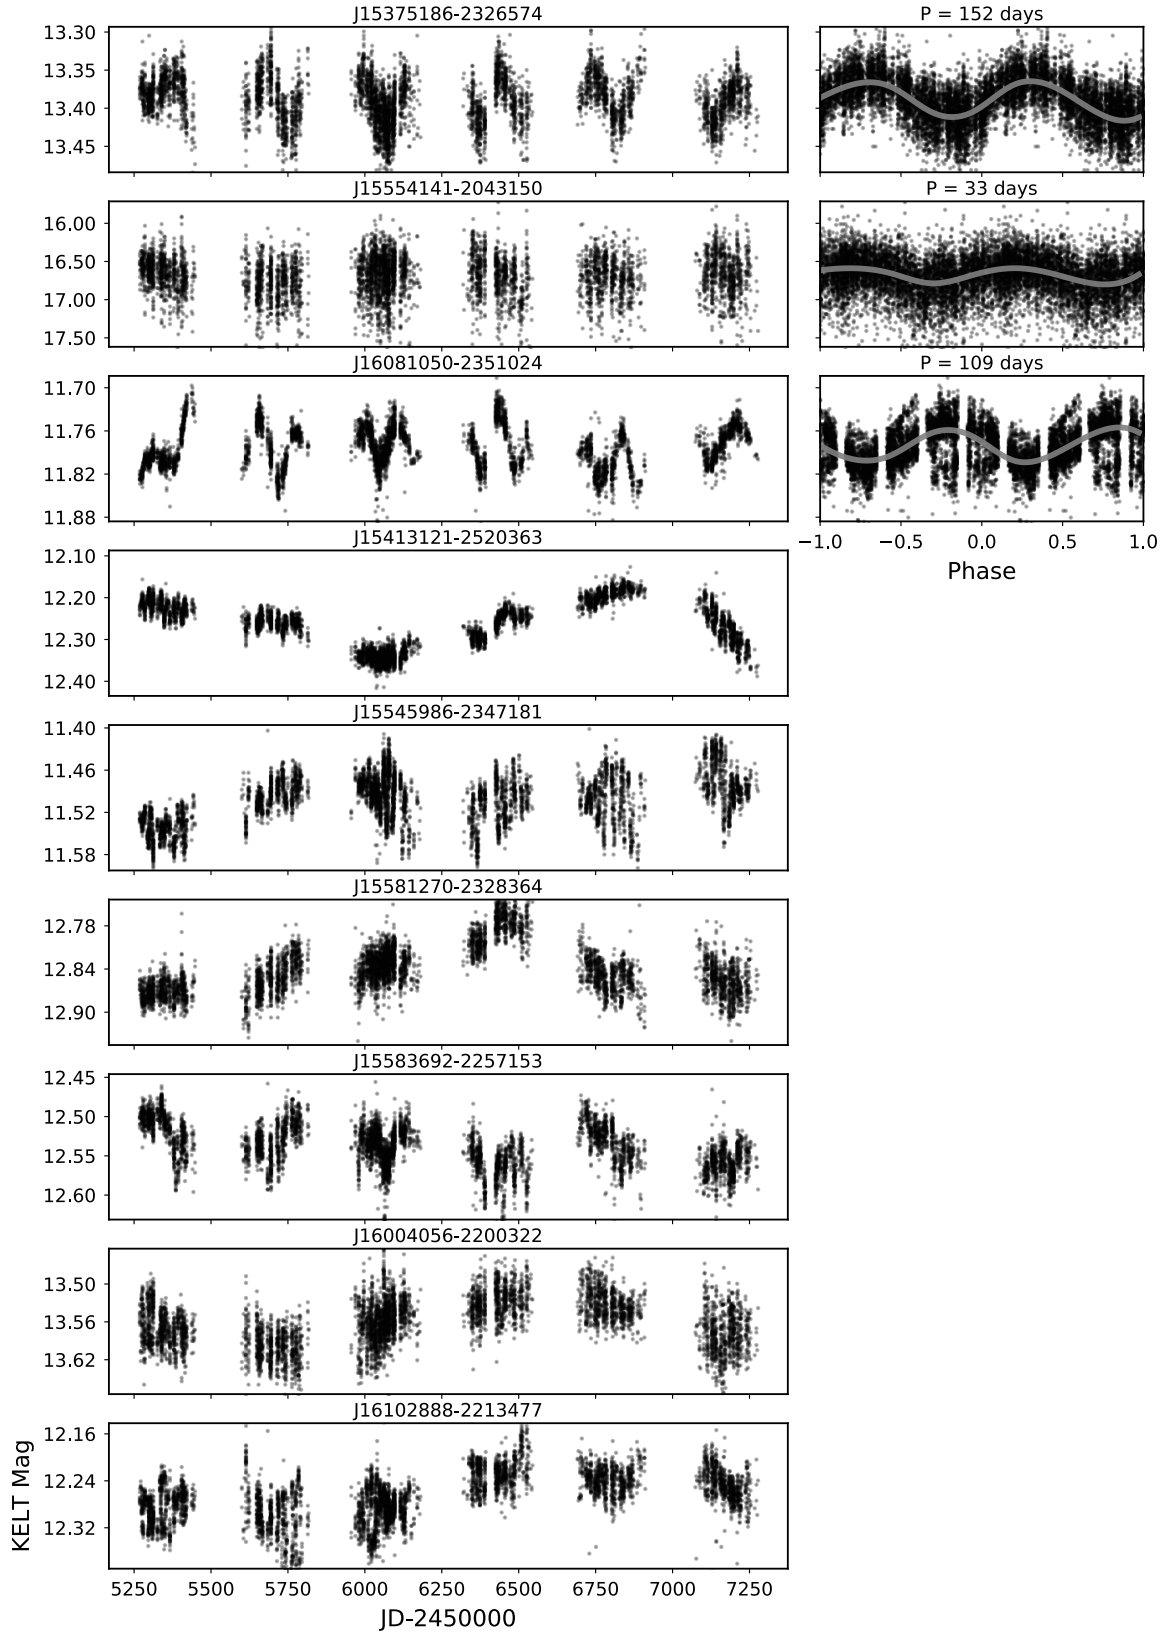 J15375186-2326574
P = 152 days
13.30
13.35
13.40
13.45
J15554141-2043150
P = 33 days
16.00
16.50
17.00
17.50
J16081050-2351024
P = 109 days
11.70
11.76
11.82
11.88
−1.0 −0.5 0.0 0.5 1.0
Phase
J15413121-2520363
12.10
12.20
12.30
12.40
J15545986-2347181
11.40
11.46
11.52
11.58
J15581270-2328364
12.78
12.84
12.90
J15583692-2257153
12.45
12.50
12.55
12.60
J16004056-2200322
13.50
13.56
13.62
J16102888-2213477
12.16
12.24
12.32
KELT Mag
5250 5500 5750 6000 6250 6500 6750 7000 7250
JD-2450000